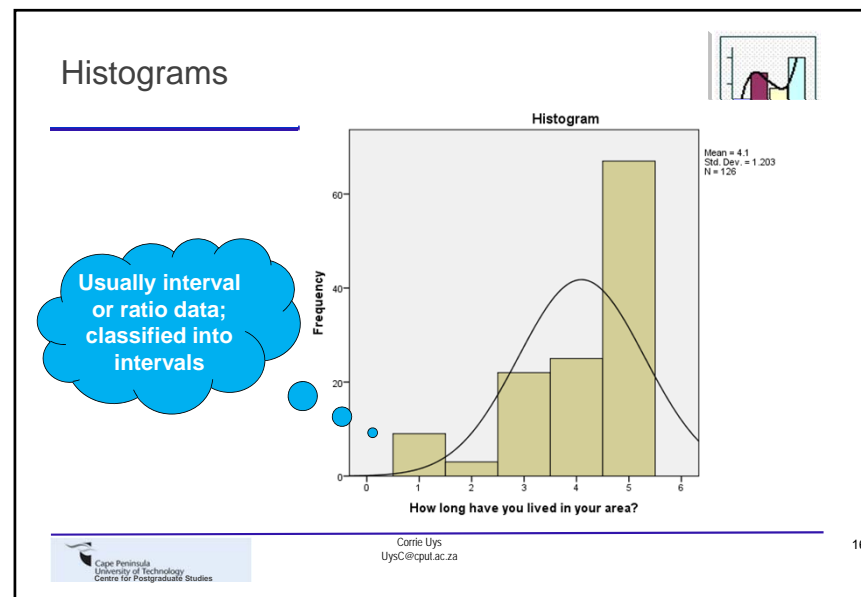 Histograms
Histogram
Mean = 4.1
Std. Dev. = 1.203
N = 126
60
40
20
0
Frequency
0 1 2 3 4 5 6
How long have you lived in your area?
Usually interval
or ratio data;
classified into
intervals
Cape Peninsula
University of Technology
Centre for Postgraduate Studies
Corrie Uys
UysC@cput.ac.za
16